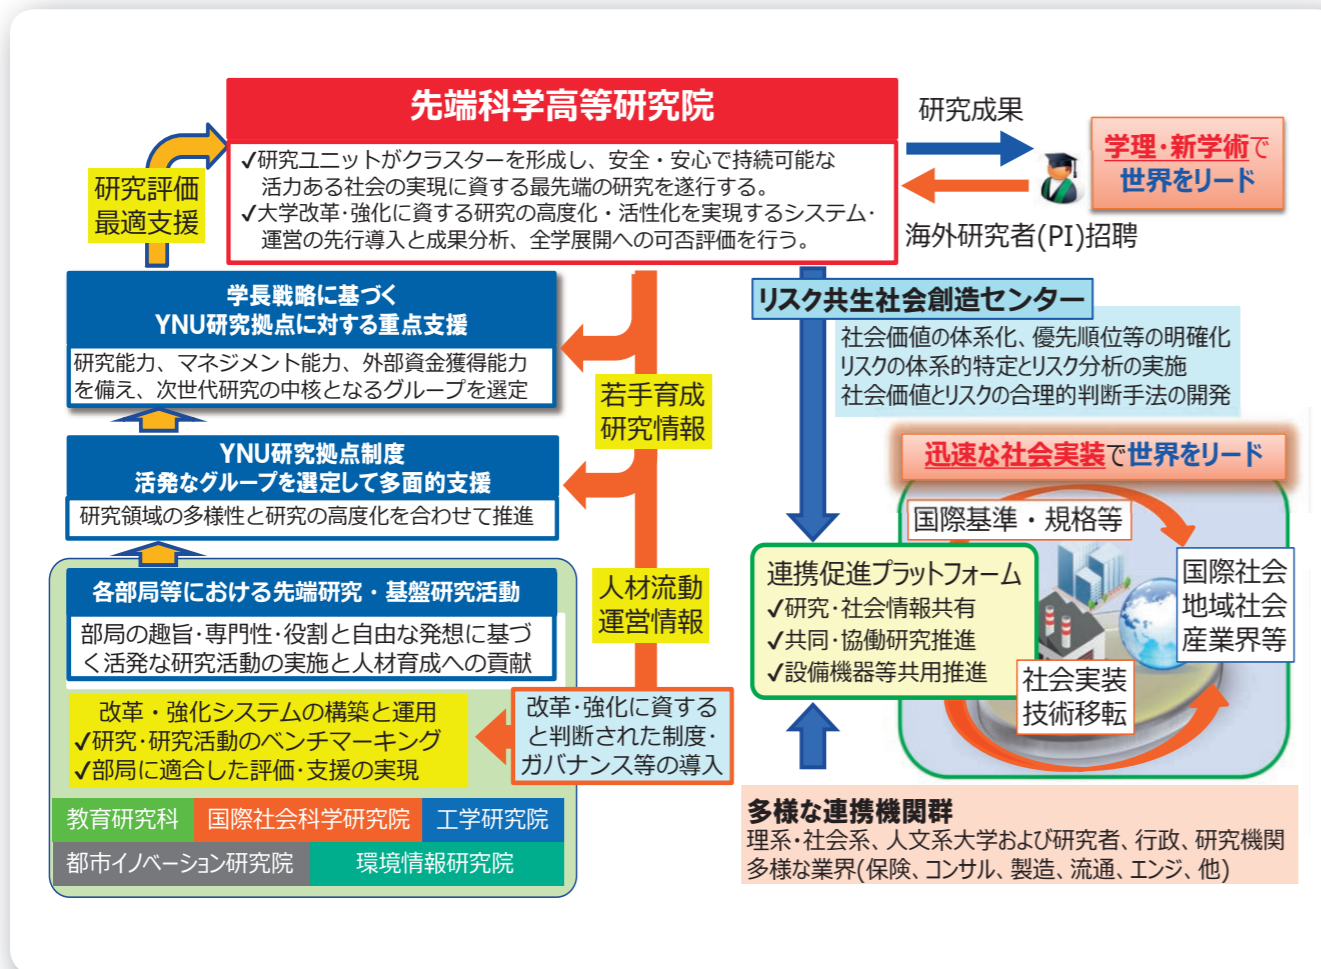 先端科学高等研究院
✓研究ユニットがクラスターを形成し、安全・安心で持続可能な
活力ある社会の実現に資する最先端の研究を遂行する。
✓大学改革・強化に資する研究の高度化・活性化を実現するシステム・
運営の先行導入と成果分析、全学展開への可否評価を行う。
研究成果
海外研究者(PI)招聘
学理・新学術で
世界をリード
研究評価
最適支援
学長戦略に基づく
YNU研究拠点に対する重点支援
研究能力、マネジメント能力、外部資金獲得能力
を備え、次世代研究の中核となるグループを選定
YNU研究拠点制度
活発なグループを選定して多面的支援
研究領域の多様性と研究の高度化を合わせて推進
各部局等における先端研究・基盤研究活動
部局の趣旨・専門性・役割と自由な発想に基づ
く活発な研究活動の実施と人材育成への貢献
改革・強化システムの構築と運用
✓研究・研究活動のベンチマーキング
✓部局に適合した評価・支援の実現
教育研究科
国際社会科学研究院
工学研究院
都市イノベーション研究院
環境情報研究院
若手育成
研究情報
人材流動
運営情報
改革・強化に資する
と判断された制度・
ガバナンス等の導入
リスク共生社会創造センター
社会価値の体系化、優先順位等の明確化
リスクの体系的特定とリスク分析の実施
社会価値とリスクの合理的判断手法の開発
迅速な社会実装で世界をリード
国際基準・規格等
連携促進プラットフォーム
✓研究・社会情報共有
✓共同・協働研究推進
✓設備機器等共用推進
国際社会
地域社会
産業界等
社会実装
技術移転
多様な連携機関群
理系・社会系、人文系大学および研究者、行政、研究機関
多様な業界(保険、コンサル、製造、流通、エンジ、他)